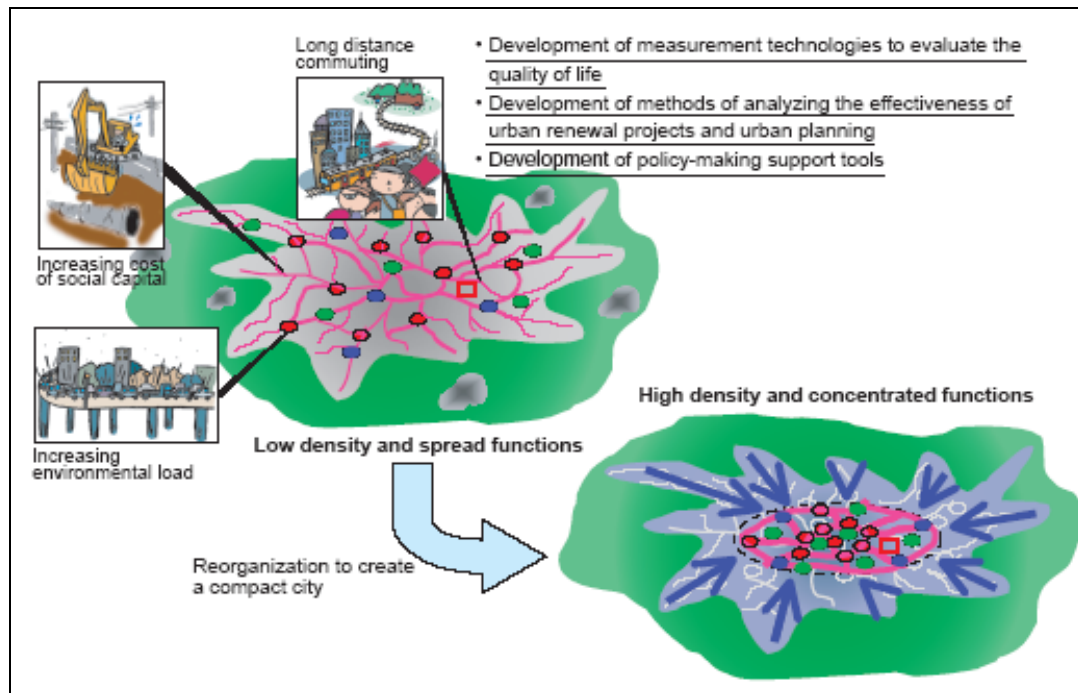 Long distance
commuting
• Development of measurement technologies to evaluate the
quality of life
• Development of methods of analyzing the effectiveness of
urban renewal projects and urban planning
• Development of policy-making support tools
Increasing cost
of social capital
Increasing
environmental load
Low density and spread functions
High density and concentrated functions
Reorganization to create
a compact city